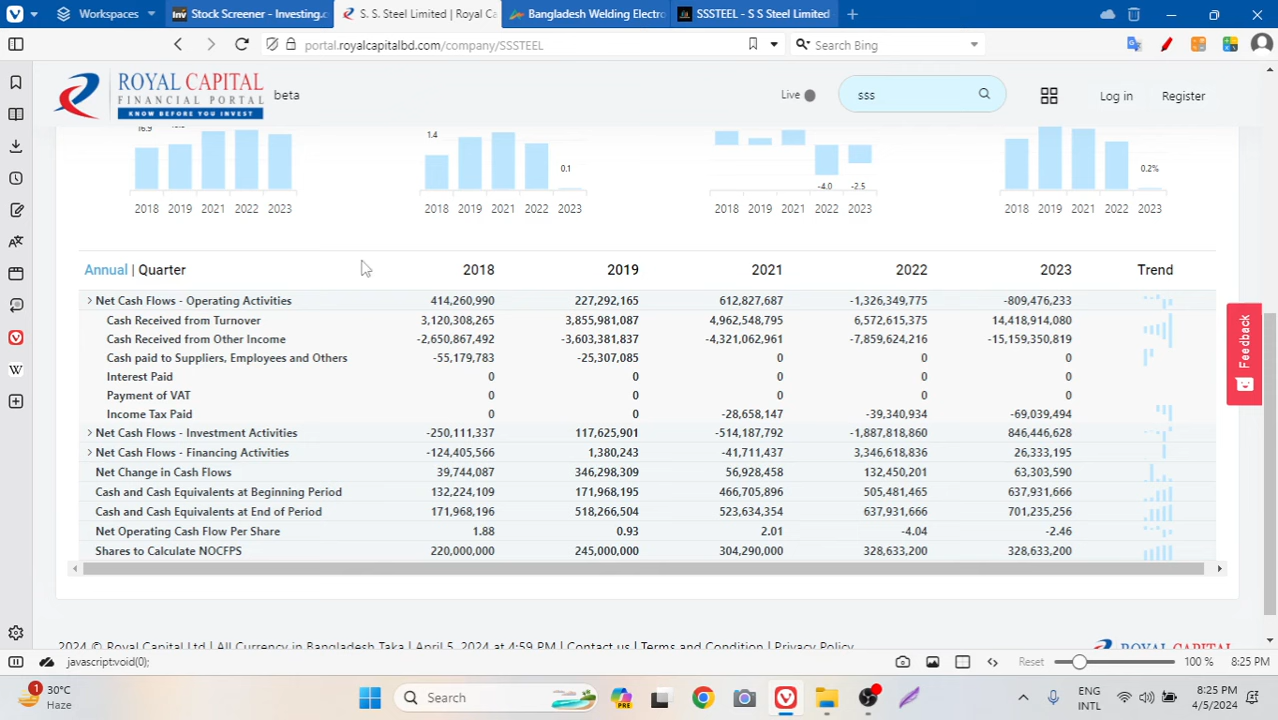 Workspaces
Stock Screener - Investing.c
S. S. Steel Limited | Royal Ca
Bangladesh Welding Electro
SSSTEEL - S S Steel Limited
portal.royalcapitalbd.com/company/SSSTEEL
Search Bing
ROYAL CAPITAL
FINANCIAL PORTAL
KNOW BEFORE YOU INVEST
beta
Live
sss
Log in
Register
16.9
1.4
0.1
-4.0
-2.5
0.2%
2018 2019 2021 2022 2023
2018 2019 2021 2022 2023
2018 2019 2021 2022 2023
2018 2019 2021 2022 2023
Annual | Quarter 2018 2019 2021 2022 2023 Trend
Net Cash Flows - Operating Activities 414,260,990 227,292,165 612,827,687 -1,326,349,775 -809,476,233
Cash Received from Turnover 3,120,308,265 3,855,981,087 4,962,548,795 6,572,615,375 14,418,914,080
Cash Received from Other Income -2,650,867,492 -3,603,381,837 -4,321,062,961 -7,859,624,216 -15,159,350,819
Cash paid to Suppliers, Employees and Others -55,179,783 -25,307,085 0 0 0
Interest Paid 0 0 0 0 0
Payment of VAT 0 0 0 0 0
Income Tax Paid 0 0 -28,658,147 -39,340,934 -69,039,494
Net Cash Flows - Investment Activities -250,111,337 117,625,901 -514,187,792 -1,887,818,860 846,446,628
Net Cash Flows - Financing Activities -124,405,566 1,380,243 -41,711,437 3,346,618,836 26,333,195
Net Change in Cash Flows 39,744,087 346,298,309 56,928,458 132,450,201 63,303,590
Cash and Cash Equivalents at Beginning Period 132,224,109 171,968,195 466,705,896 505,481,465 637,931,666
Cash and Cash Equivalents at End of Period 171,968,196 518,266,504 523,634,354 637,931,666 701,235,256
Net Operating Cash Flow Per Share 1.88 0.93 2.01 -4.04 -2.46
Shares to Calculate NOCFPS 220,000,000 245,000,000 304,290,000 328,633,200 328,633,200
Feedback
2024 © Royal Capital Ltd | All Currency in Bangladesh Taka | April 5, 2024 at 4:59 PM | Contact us | Terms and Condition | Privacy Policy
ROYAL CAPITAL
javascript:void(0);
Reset
100 %
8:25 PM
1
30°C
Haze
Search
PRE
ENG
INTL
8:25 PM
4/5/2024